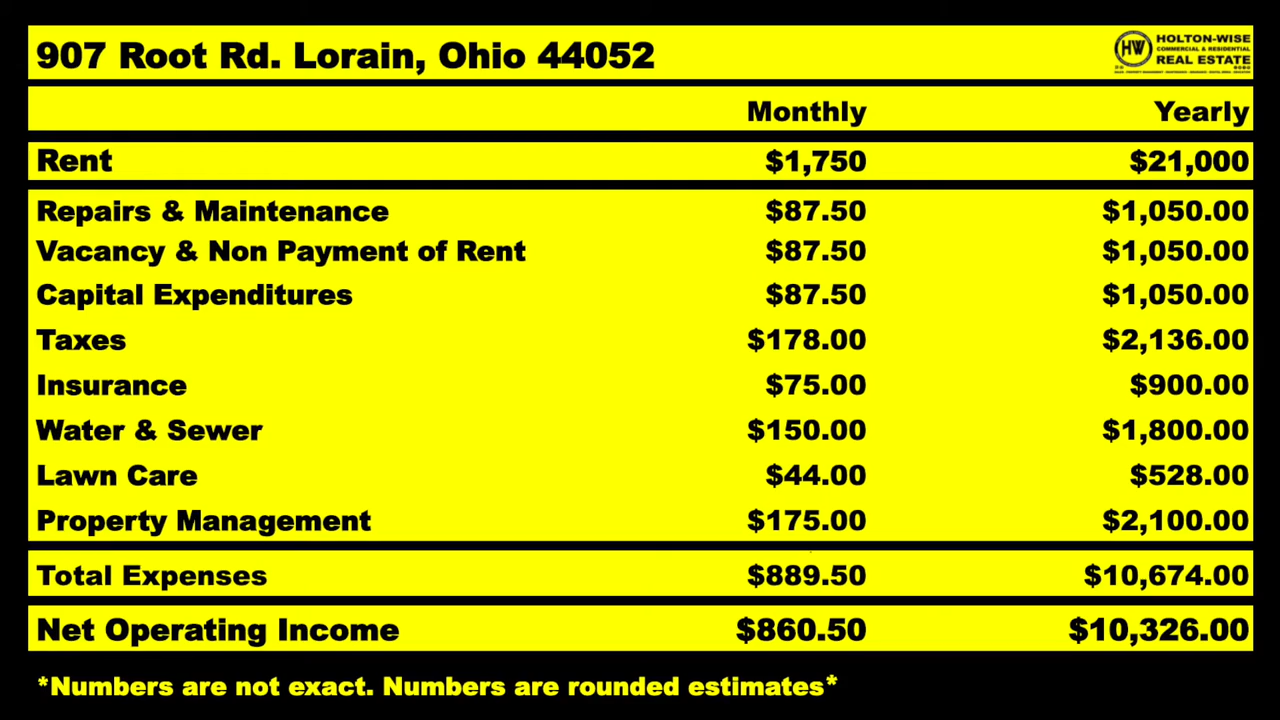 907 Root Rd. Lorain, Ohio 44052
HOLTON-WISE
COMMERCIAL & RESIDENTIAL
REAL ESTATE
HW
Monthly Yearly
Rent $1,750 $21,000
Repairs & Maintenance $87.50 $1,050.00
Vacancy & Non Payment of Rent $87.50 $1,050.00
Capital Expenditures $87.50 $1,050.00
Taxes $178.00 $2,136.00
Insurance $75.00 $900.00
Water & Sewer $150.00 $1,800.00
Lawn Care $44.00 $528.00
Property Management $175.00 $2,100.00
Total Expenses $889.50 $10,674.00
Net Operating Income $860.50 $10,326.00
*Numbers are not exact. Numbers are rounded estimates*